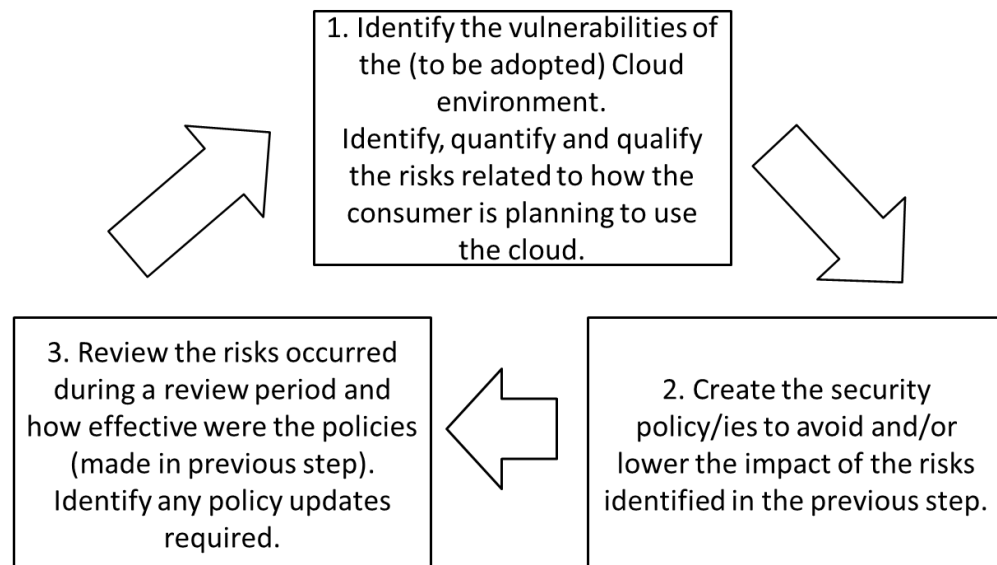 1. Identify the vulnerabilities of
the (to be adopted) Cloud
environment.
Identify, quantify and qualify
the risks related to how the
consumer is planning to use
the cloud.
2. Create the security
policy/ies to avoid and/or
lower the impact of the risks
identified in the previous step.
3. Review the risks occurred
during a review period and
how effective were the policies
(made in previous step).
Identify any policy updates
required.